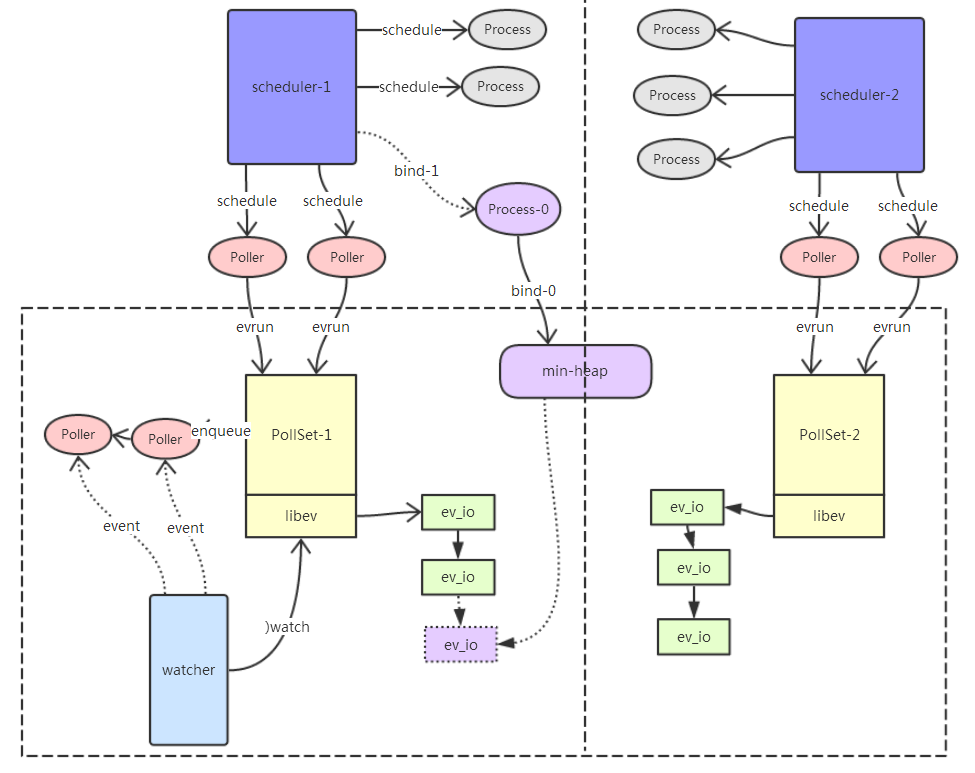 scheduler-1
schedule
Process
schedule
Process
Process
Process
Process
scheduler-2
bind-1
schedule
schedule
Process-0
schedule
schedule
Poller
Poller
Poller
Poller
bind-0
evrun
evrun
evrun
evrun
min-heap
Poller
Poller
enqueue
PollSet-1
PollSet-2
libev
ev_io
ev_io
libev
event
event
ev_io
ev_io
)watch
ev_io
ev_io
watcher